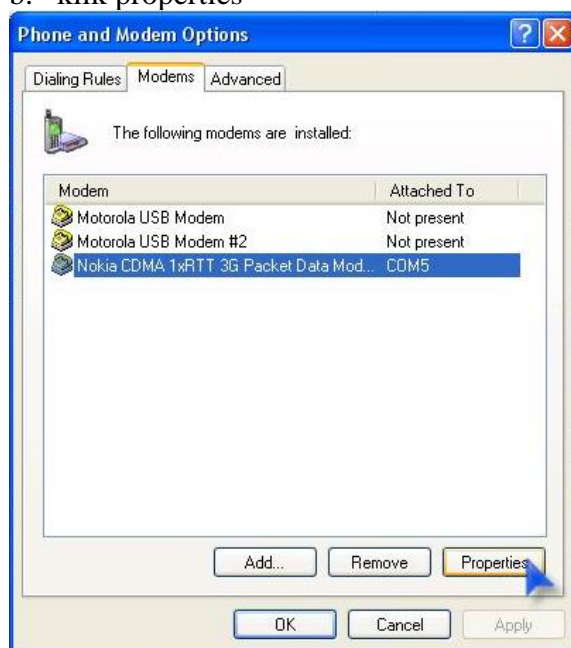 b. klik properties
Phone and Modem Options
Dialing Rules Modems Advanced
The following modems are installed:
Modem Attached To
Motorola USB Modem Not present
Motorola USB Modem #2 Not present
Nokia CDMA 1xRTT 3G Packet Data Mod... COM5
Add... Remove Properties
OK Cancel Apply